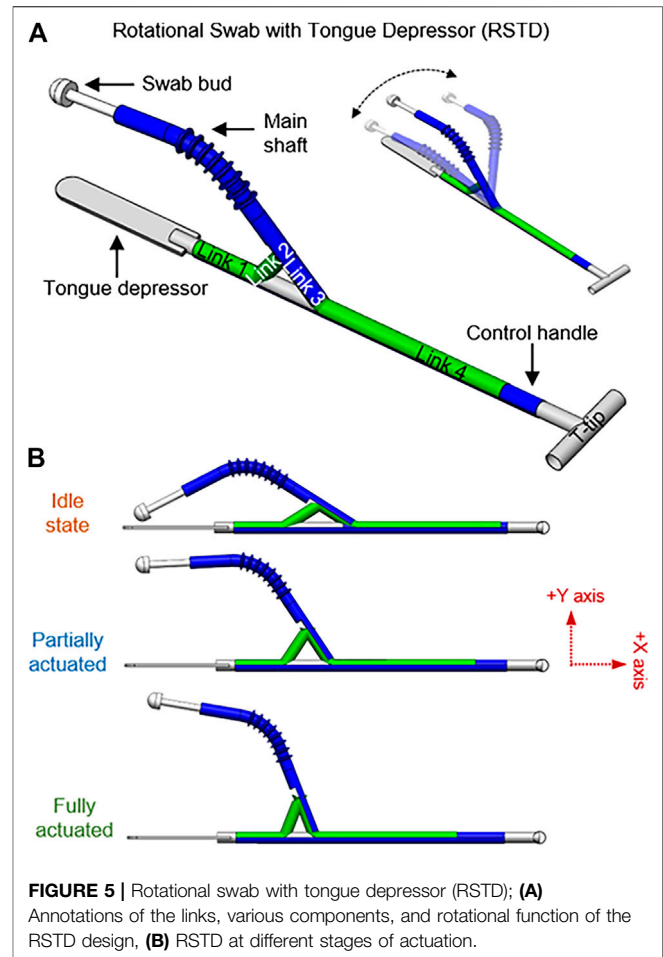 A
Rotational Swab with Tongue Depressor (RSTD)
Swab bud
Main
shaft
Link 1
Link 2
Link 3
Tongue depressor
Control handle
Link 4
T-tip
B
Idle
state
Partially
actuated
+Y axis
+X axis
Fully
actuated
FIGURE 5 | Rotational swab with tongue depressor (RSTD); (A)
Annotations of the links, various components, and rotational function of the
RSTD design, (B) RSTD at different stages of actuation.